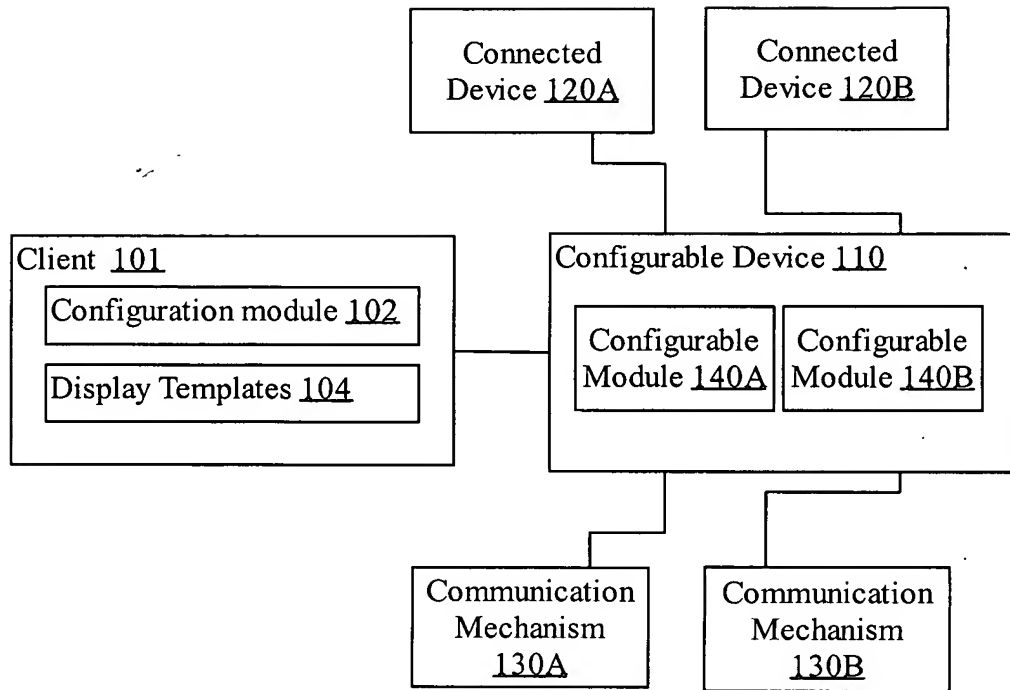 Connected
Device 120A
Connected
Device 120B
Client 101
Configuration module 102
Display Templates 104
Configurable Device 110
Configurable
Module 140A
Configurable
Module 140B
Communication
Mechanism
130A
Communication
Mechanism
130B